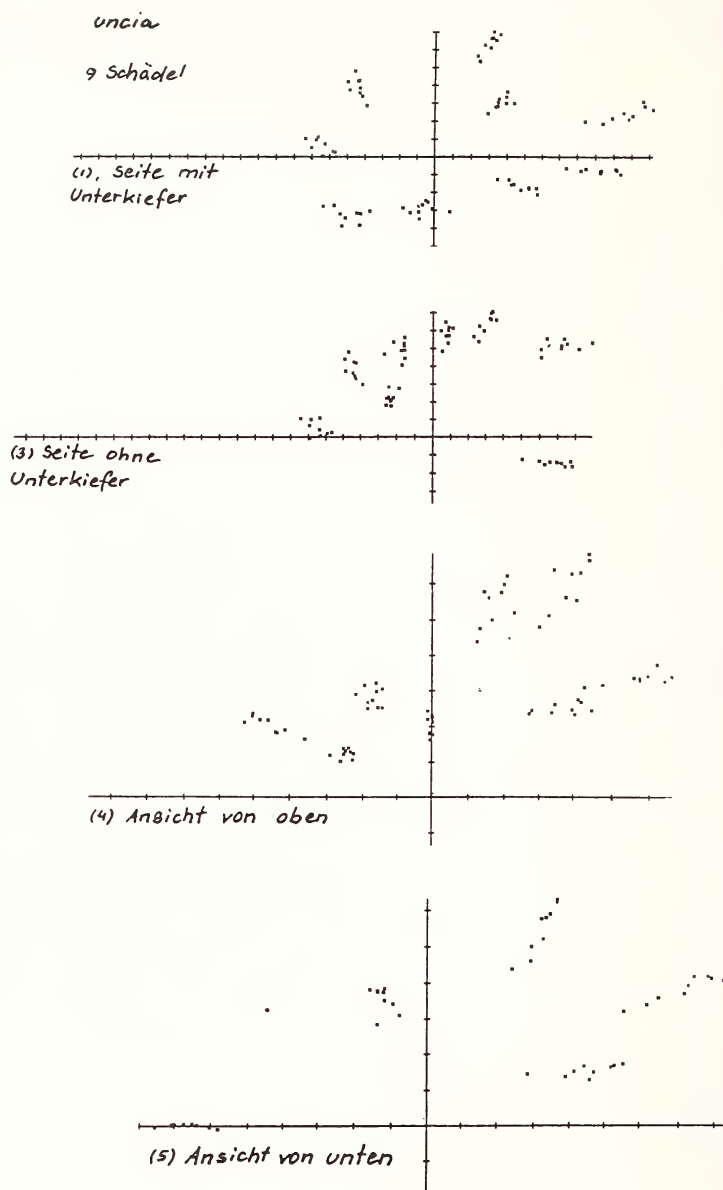 uncia
9 Schädel
(1), Seite mit
Unterkiefer
(3) Seite ohne
Unterkiefer
(4) Ansicht von oben
(5) Ansicht von unten